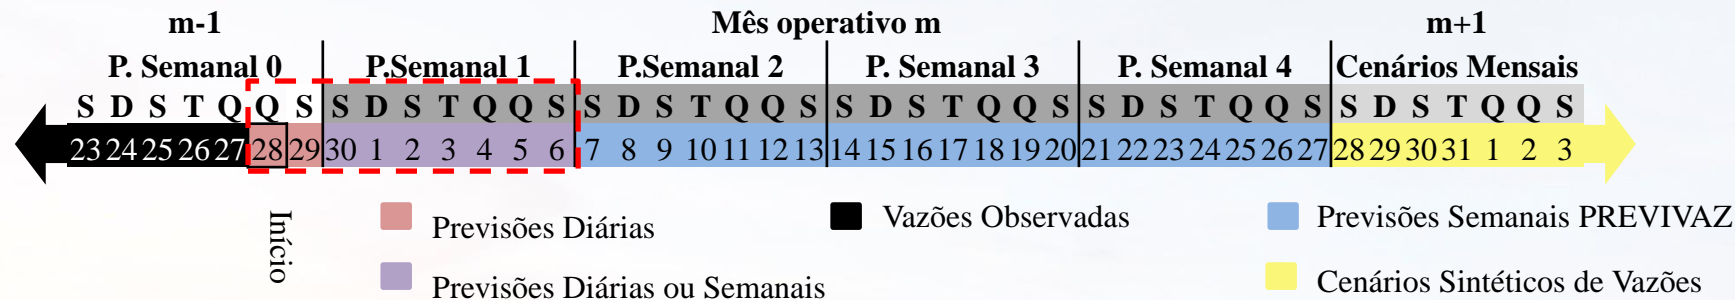 m-1 Mês operativo m m+1
P. Semanal 0 P.Semanal 1 P.Semanal 2 P. Semanal 3 P. Semanal 4 Cenários Mensais
S D S T Q Q S S D S T Q Q S S D S T Q Q S S D S T Q Q S S D S T Q Q S S D S T Q Q S
23 24 25 26 27 28 29 30 1 2 3 4 5 6 7 8 9 10 11 12 13 14 15 16 17 18 19 20 21 22 23 24 25 26 27 28 29 30 31 1 2 3
Início
Previsões Diárias
Vazões Observadas
Previsões Semanais PREVIVAZ
Previsões Diárias ou Semanais
Cenários Sintéticos de Vazões